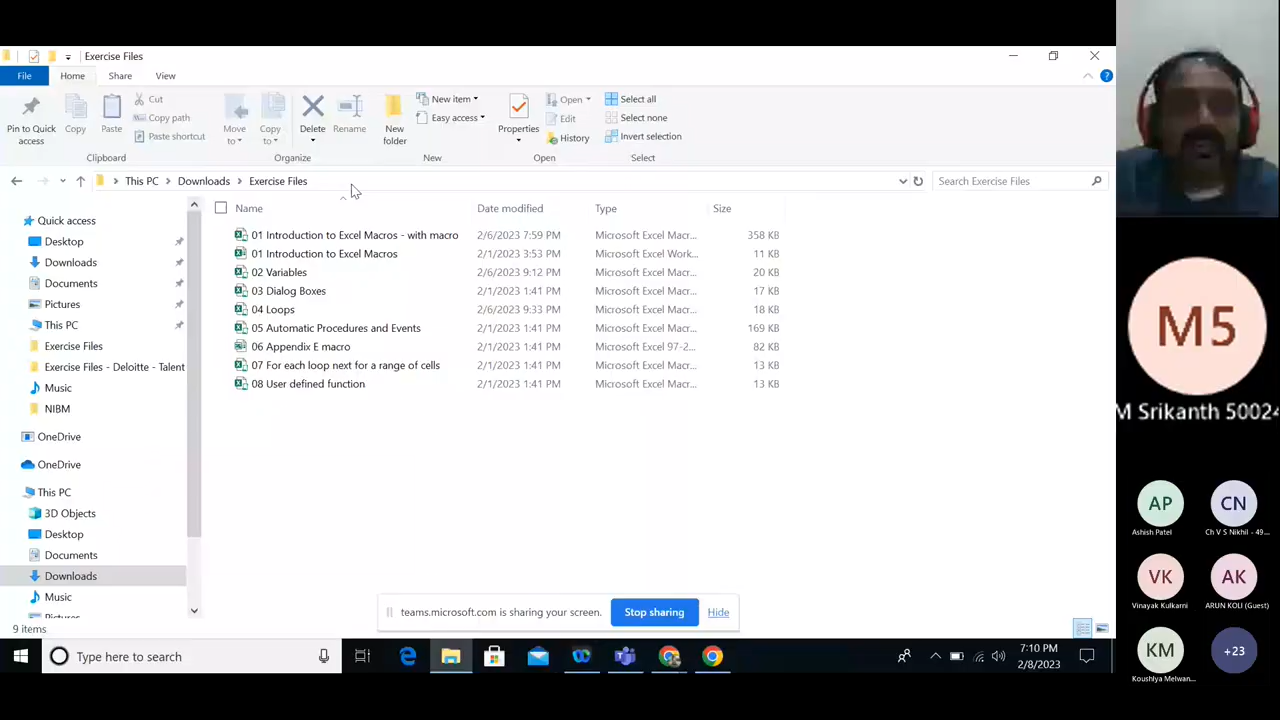 Exercise Files
File Home Share View
Pin to Quick access
Copy
Paste
Cut
Copy path
Paste shortcut
Clipboard
Move to
Copy to
Delete
Rename
Organize
New folder
New item
Easy access
New
Properties
Open
Edit
History
Open
Select all
Select none
Invert selection
Select
This PC > Downloads > Exercise Files
Search Exercise Files
Quick access
Desktop
Downloads
Documents
Pictures
This PC
Exercise Files
Exercise Files - Deloitte - Talent
Music
NIBM
OneDrive
OneDrive
This PC
3D Objects
Desktop
Documents
Downloads
Music
Pictures
9 items
Name Date modified Type Size
01 Introduction to Excel Macros - with macro 2/6/2023 7:59 PM Microsoft Excel Macr... 358 KB
01 Introduction to Excel Macros 2/1/2023 3:53 PM Microsoft Excel Work... 11 KB
02 Variables 2/6/2023 9:12 PM Microsoft Excel Macr... 20 KB
03 Dialog Boxes 2/1/2023 1:41 PM Microsoft Excel Macr... 17 KB
04 Loops 2/6/2023 9:33 PM Microsoft Excel Macr... 18 KB
05 Automatic Procedures and Events 2/1/2023 1:41 PM Microsoft Excel Macr... 169 KB
06 Appendix E macro 2/1/2023 1:41 PM Microsoft Excel 97-2... 82 KB
07 For each loop next for a range of cells 2/1/2023 1:41 PM Microsoft Excel Macr... 13 KB
08 User defined function 2/1/2023 1:41 PM Microsoft Excel Macr... 13 KB
teams.microsoft.com is sharing your screen. Stop sharing Hide
Type here to search
7:10 PM
2/8/2023
M5
M Srikanth 5002
AP CN
Ashish Patel Ch V S Nikhil - 49...
VK AK
Vinayak Kulkarni ARUN KOLI (Guest)
KM +23
Koushlya Melwan...